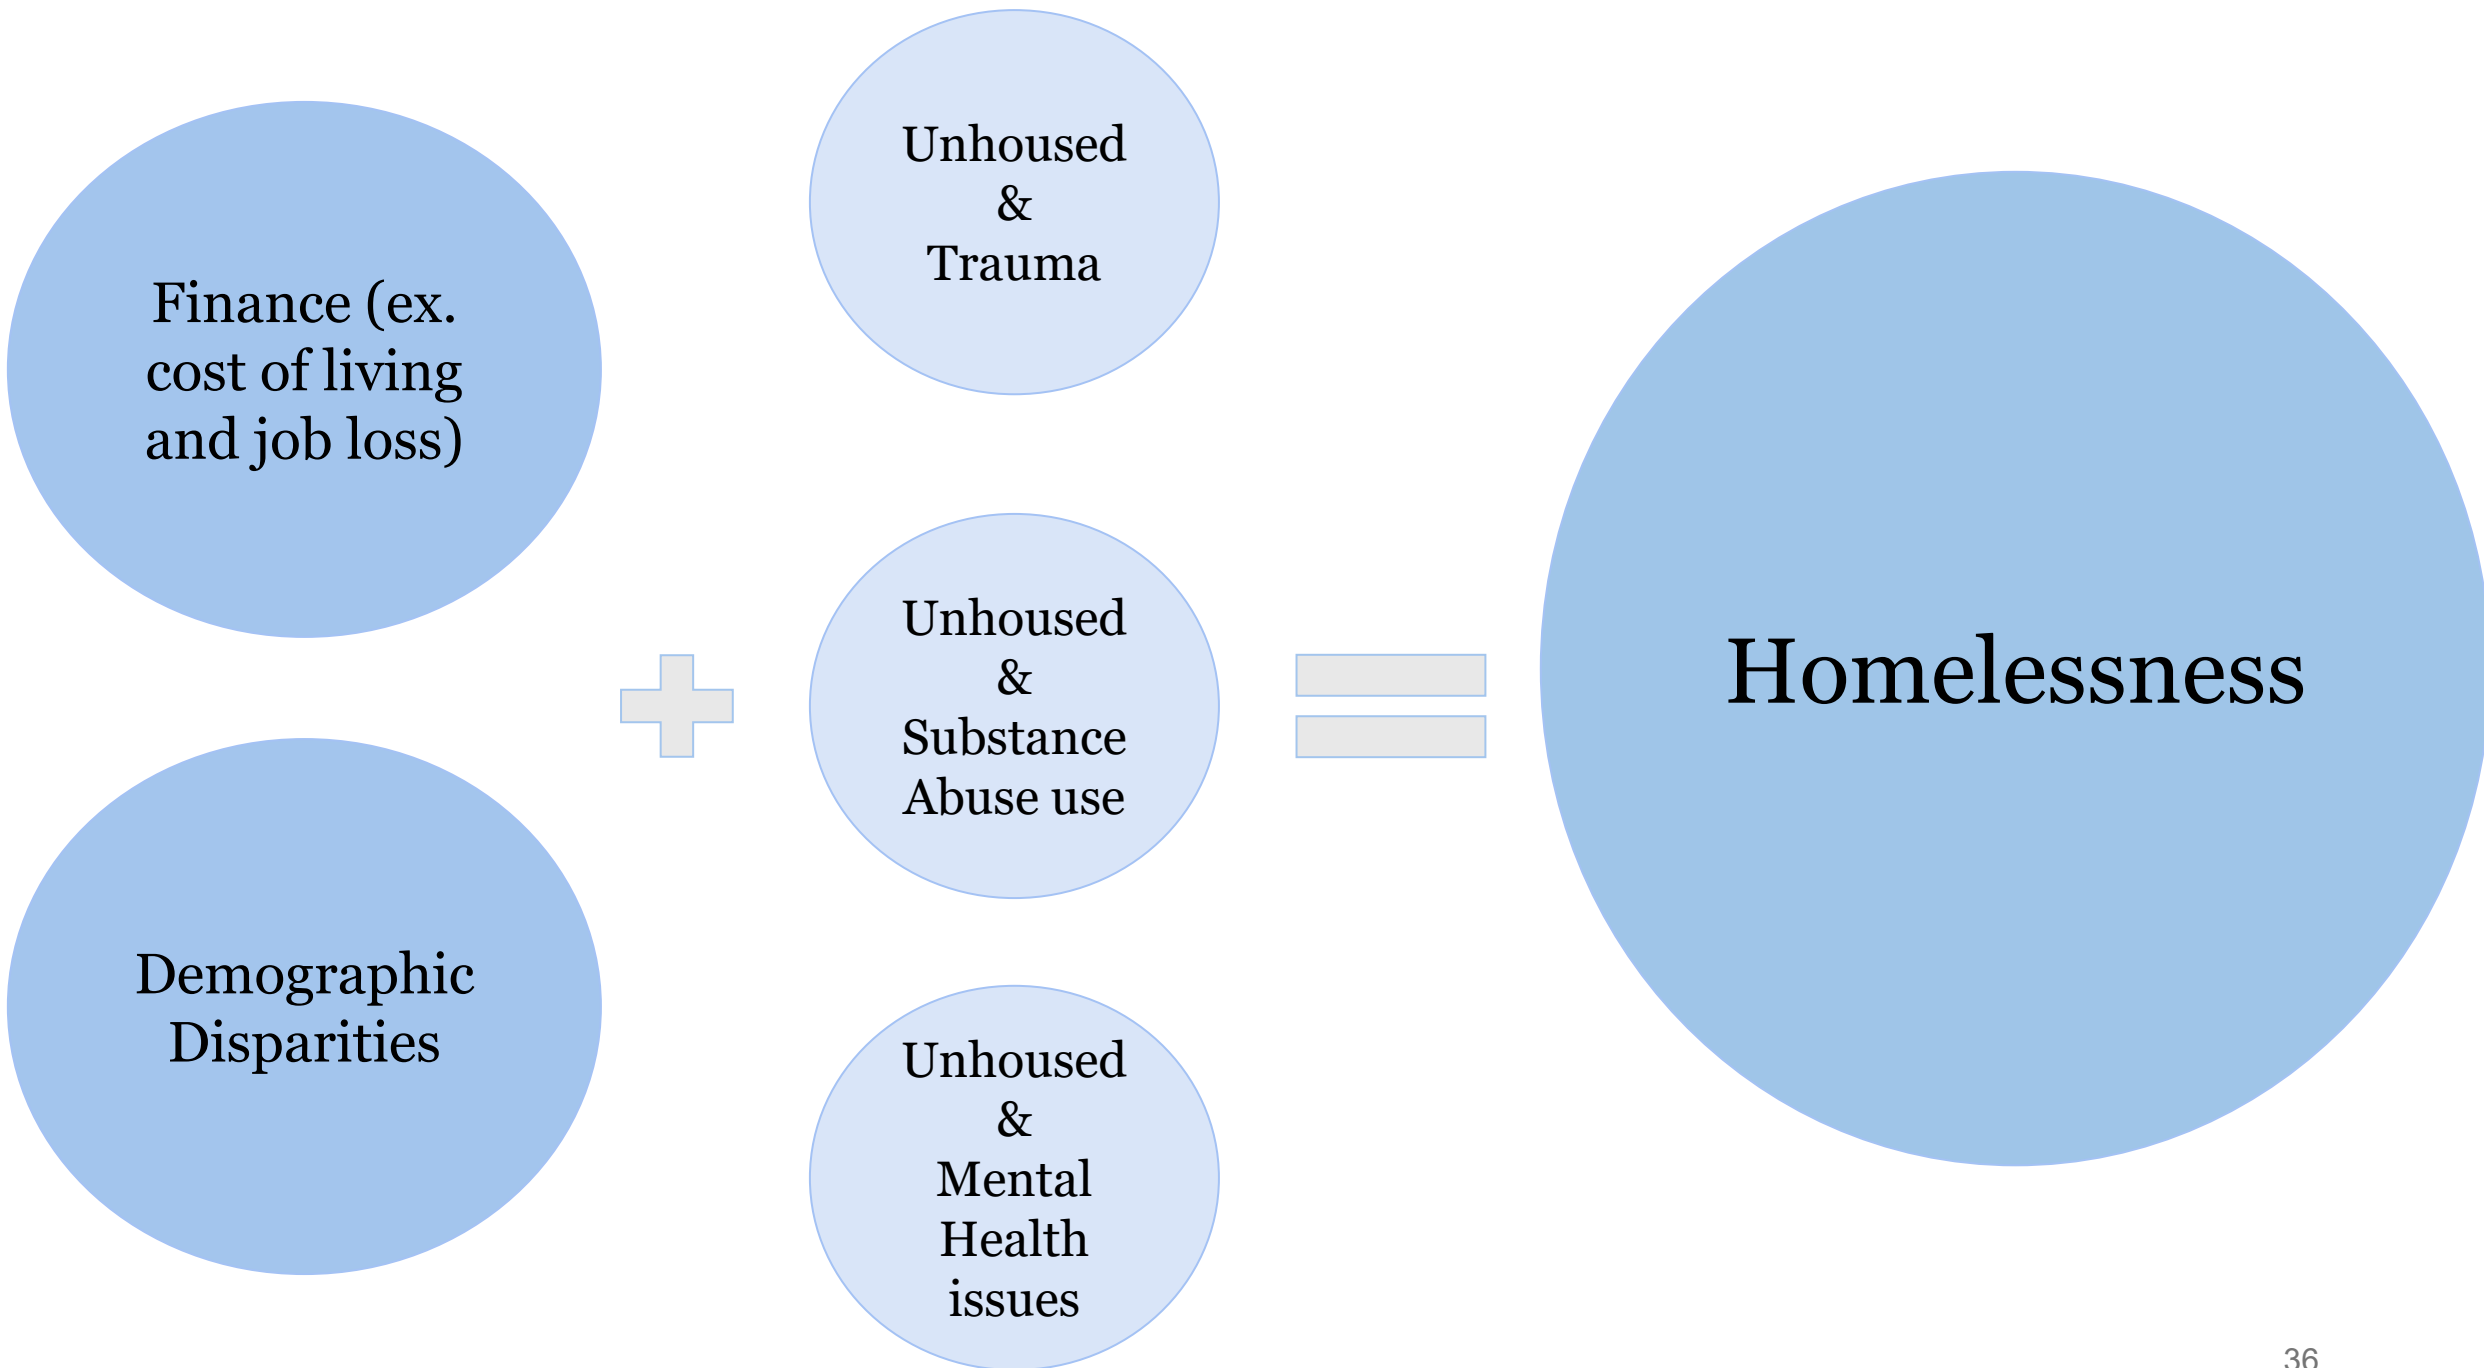 Finance (ex.
cost of living
and job loss)
Demographic
Disparities
Unhoused
&
Trauma
Unhoused
&
Substance
Abuse use
Unhoused
&
Mental
Health
issues
Homelessness
36